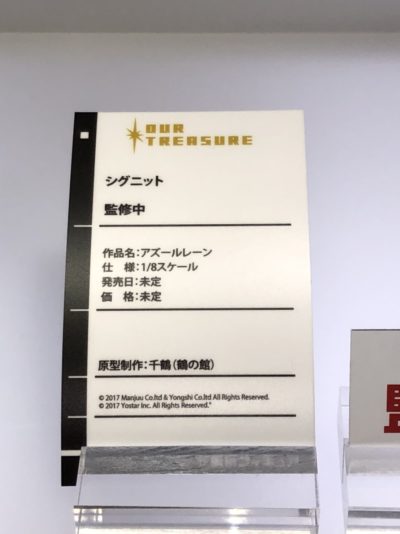 OUR
TREASURE
シグニット
監修中
作品名：アズールレーン
仕　様：1/8スケール
発売日：未定
価　格：未定
原型制作：千鶴（鶴の館）
© 2017 Manjuu Co.ltd & Yongshi Co.ltd All Rights Reserved.
© 2017 Yostar Inc. All Rights Reserved."